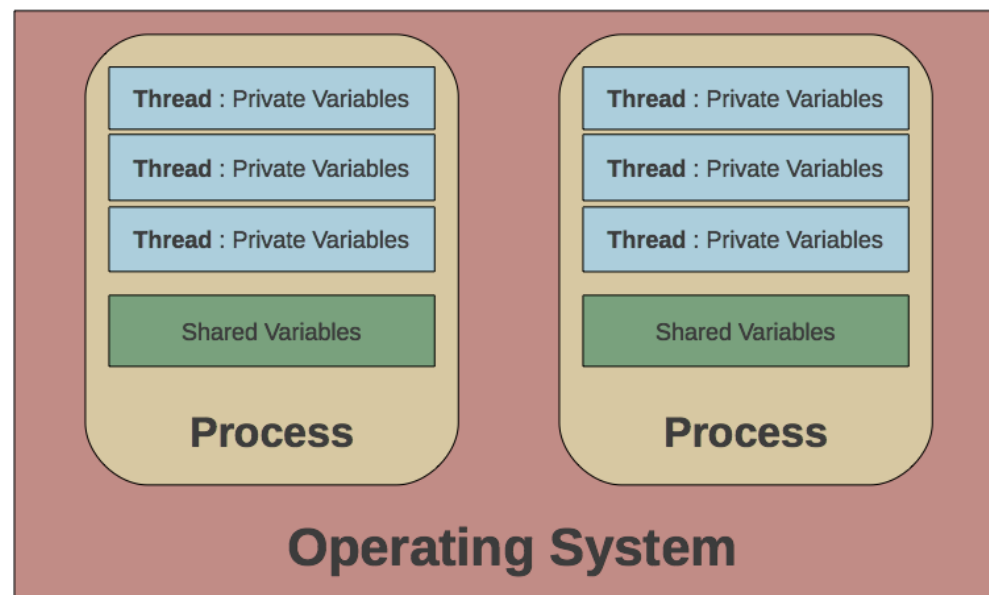 Thread : Private Variables
Thread : Private Variables
Thread : Private Variables
Shared Variables
Process
Thread : Private Variables
Thread : Private Variables
Thread : Private Variables
Shared Variables
Process
Operating System